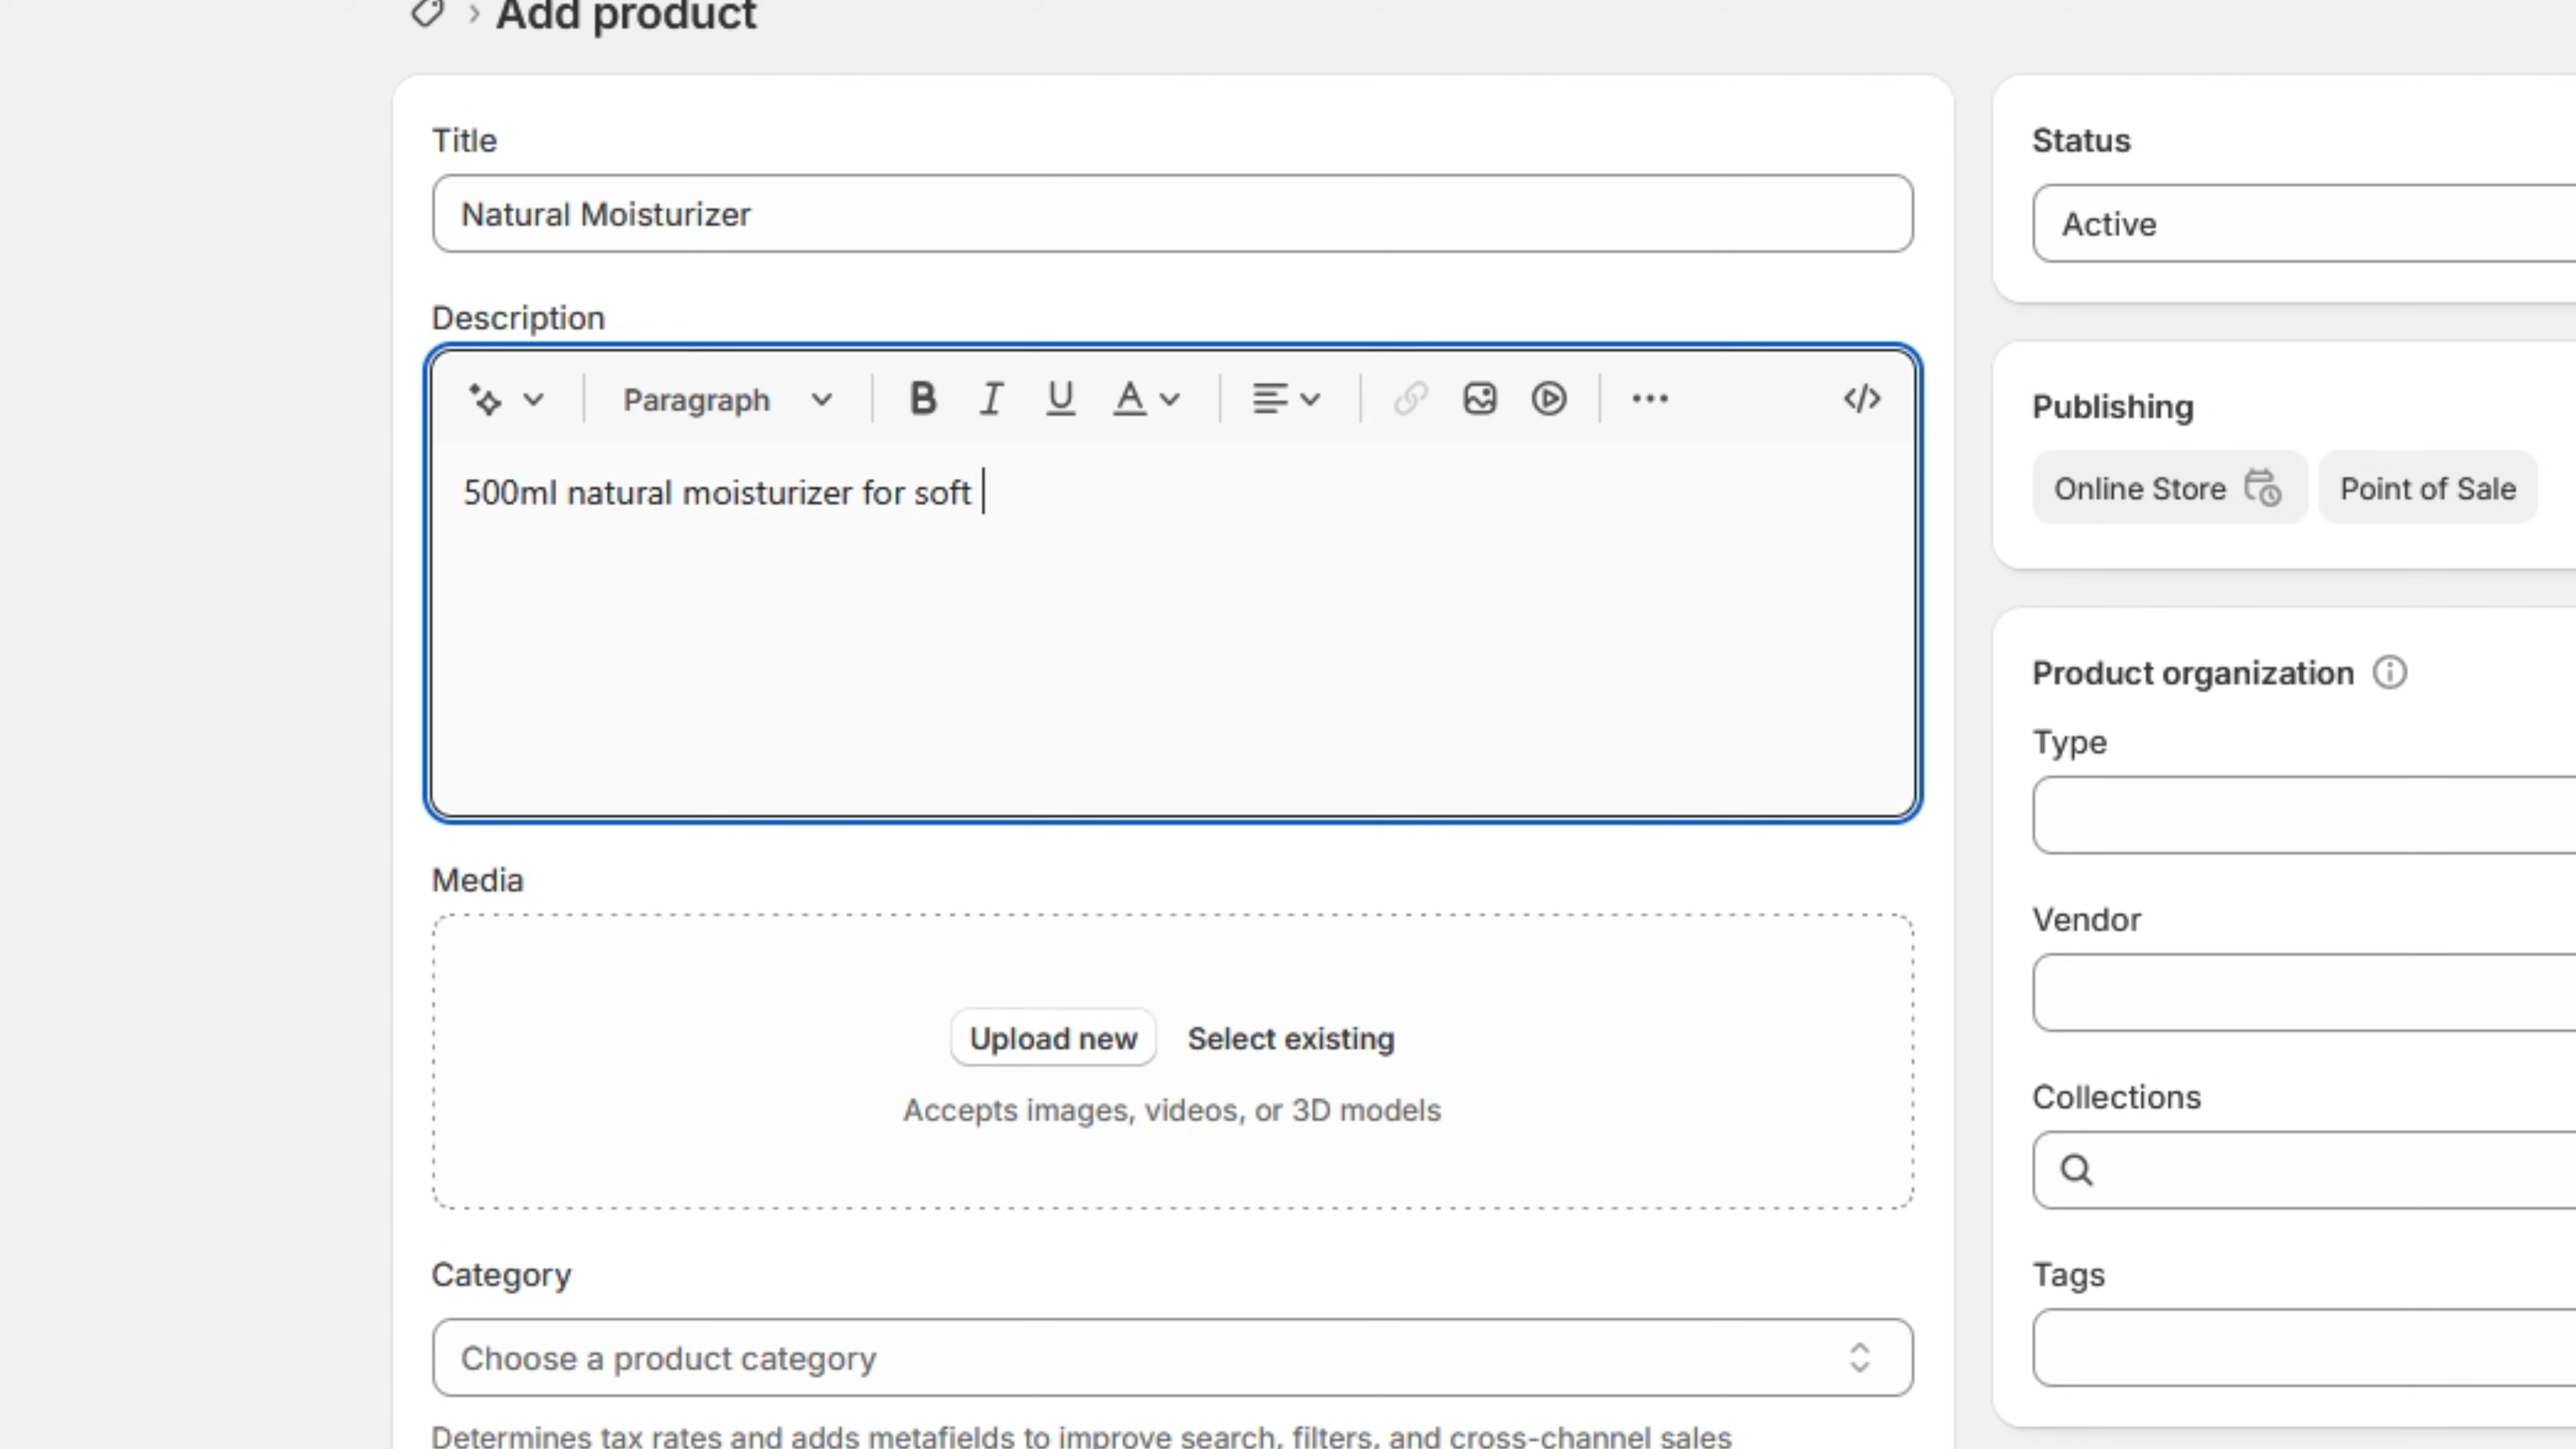 Add product
Title
Natural Moisturizer
Description
Paragraph
500ml natural moisturizer for soft
Media
Upload new Select existing
Accepts images, videos, or 3D models
Category
Choose a product category
Determines tax rates and adds metafields to improve search, filters, and cross-channel sales
Status
Active
Publishing
Online Store Point of Sale
Product organization
Type
Vendor
Collections
Tags